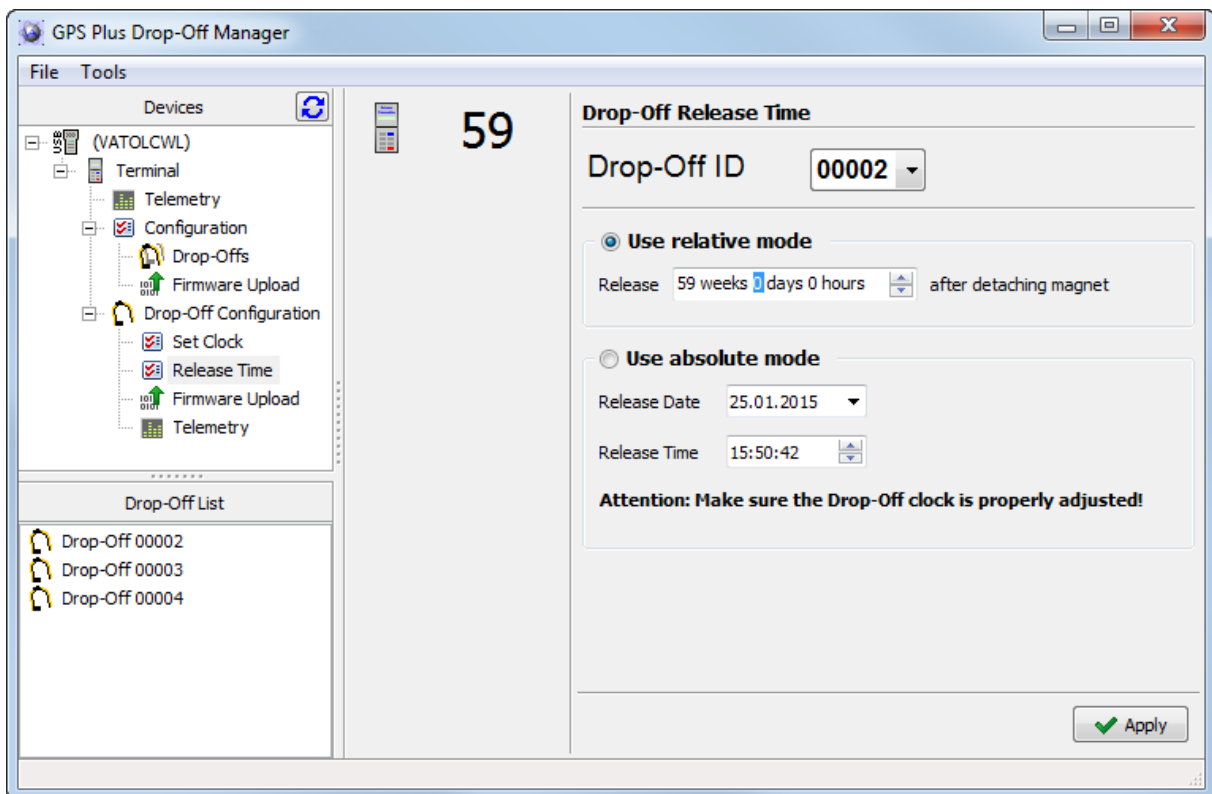 GPS Plus Drop-Off Manager
File Tools
Devices
(VATOLCWL)
Terminal
Telemetry
Configuration
Drop-Offs
Firmware Upload
Drop-Off Configuration
Set Clock
Release Time
Firmware Upload
Telemetry
Drop-Off List
Drop-Off 00002
Drop-Off 00003
Drop-Off 00004
59
Drop-Off Release Time
Drop-Off ID 00002
Use relative mode
Release 59 weeks 0 days 0 hours after detaching magnet
Use absolute mode
Release Date 25.01.2015
Release Time 15:50:42
Attention: Make sure the Drop-Off clock is properly adjusted!
Apply